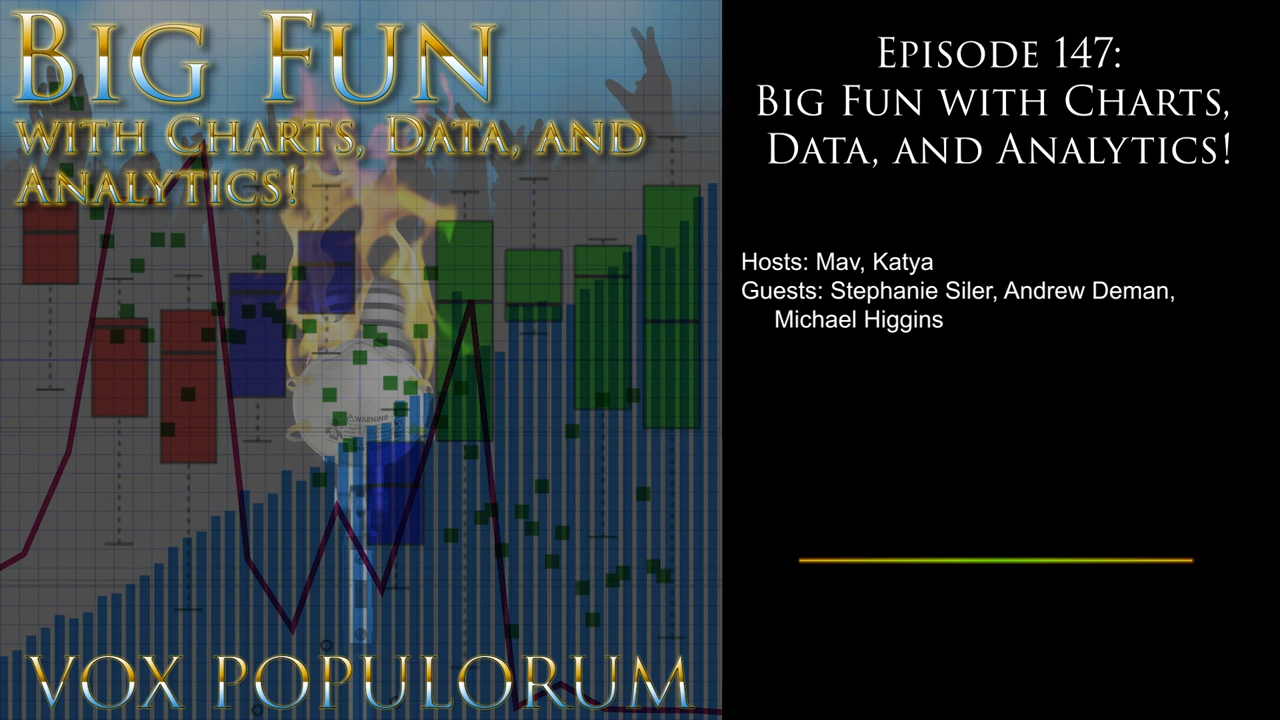 Big Fun
with Charts, Data, and
Analytics!
WARNING
VOX POPULORUM
Episode 147:
Big Fun with Charts,
Data, and Analytics!
Hosts: Mav, Katya
Guests: Stephanie Siler, Andrew Deman,
Michael Higgins